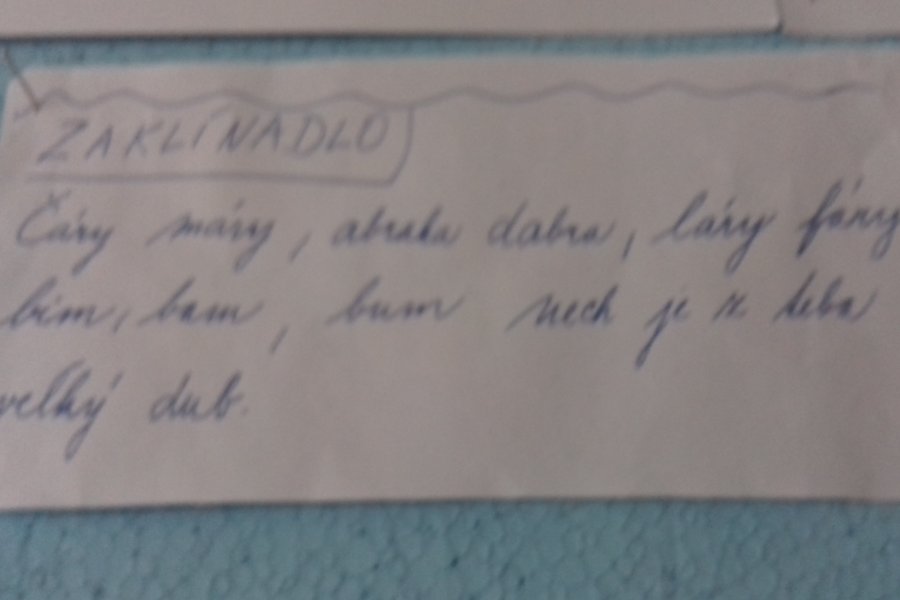 ZAKLÍNADLO
Čáry máry, abraka dabra, láry fáry
bim, bam, bum nech je z teba
veľký dub.